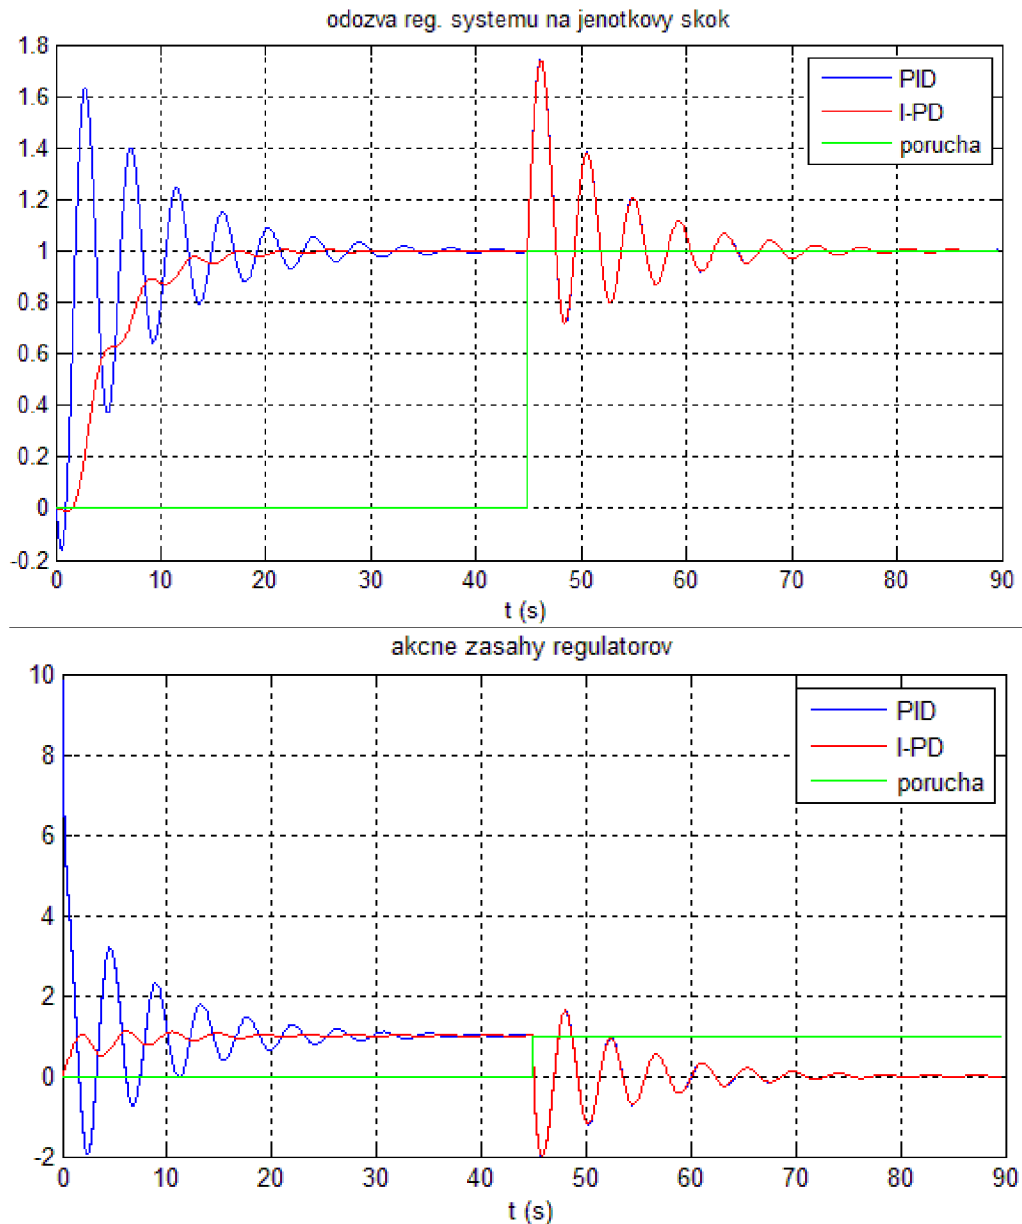 odozva reg. systemu na jenotkovy skok
1.8
1.6
1.4
1.2
1
0.8
0.6
0.4
0.2
0
-0.2
PID
I-PD
porucha
0 10 20 30 40 50 60 70 80 90
t (s)
akcne zasahy regulatorov
10
8
6
4
2
0
-2
PID
I-PD
porucha
0 10 20 30 40 50 60 70 80 90
t (s)